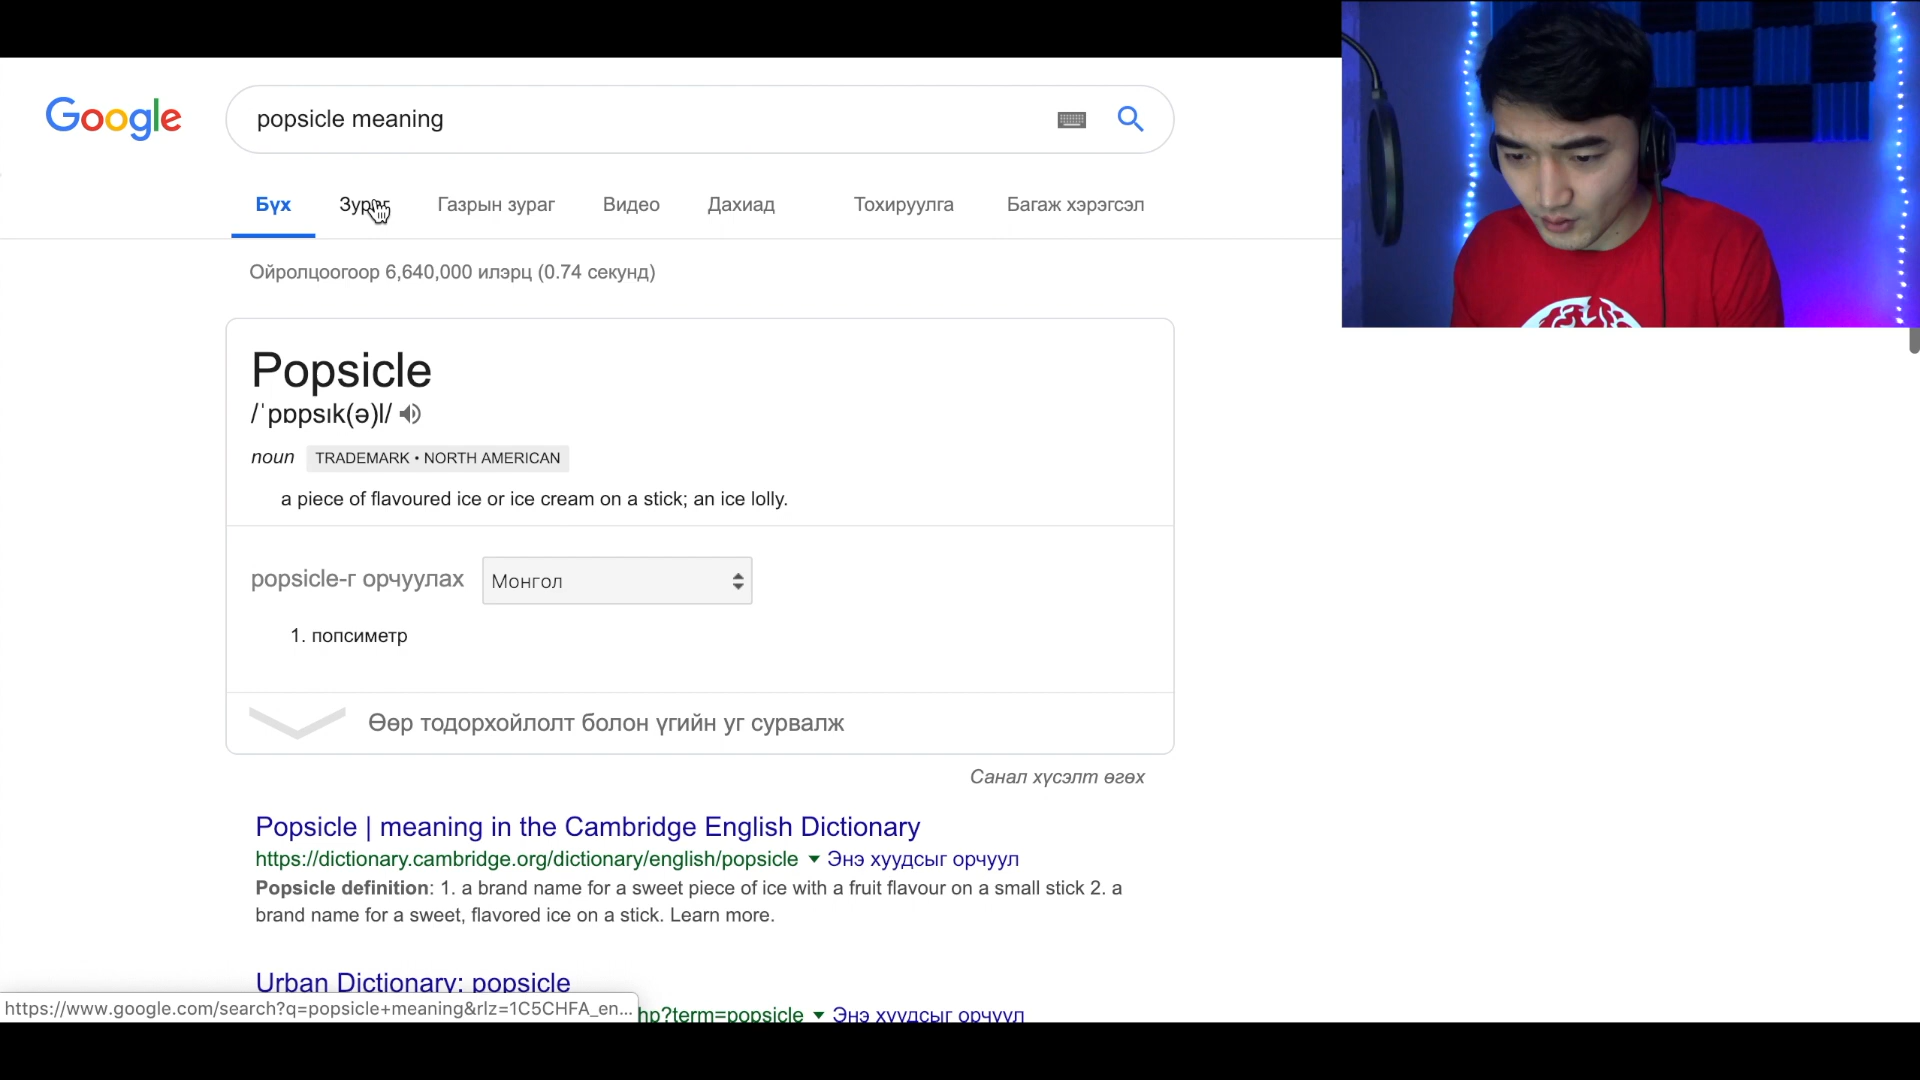 Google
popsicle meaning
Бүх
Газрын зураг
Видео
Дахиад
Тохируулга
Багаж хэрэгсэл
Ойролцоогоор 6,640,000 илэрц (0.74 секунд)
Popsicle
/ˈpɒpsɪk(ə)l/
noun TRADEMARK • NORTH AMERICAN
a piece of flavoured ice or ice cream on a stick; an ice lolly.
popsicle-г орчуулах Монгол
1. попсиметр
Өөр тодорхойлолт болон үгийн уг сурвалж
Санал хүсэлт өгөх
Popsicle | meaning in the Cambridge English Dictionary
https://dictionary.cambridge.org/dictionary/english/popsicle Энэ хуудсыг орчуул
Popsicle definition: 1. a brand name for a sweet piece of ice with a fruit flavour on a small stick 2. a
brand name for a sweet, flavored ice on a stick. Learn more.
Urban Dictionary: popsicle
https://www.google.com/search?q=popsicle+meaning&rlz=1C5CHFA_en...
hp?term=popsicle Энэ хуудсыг орчуул